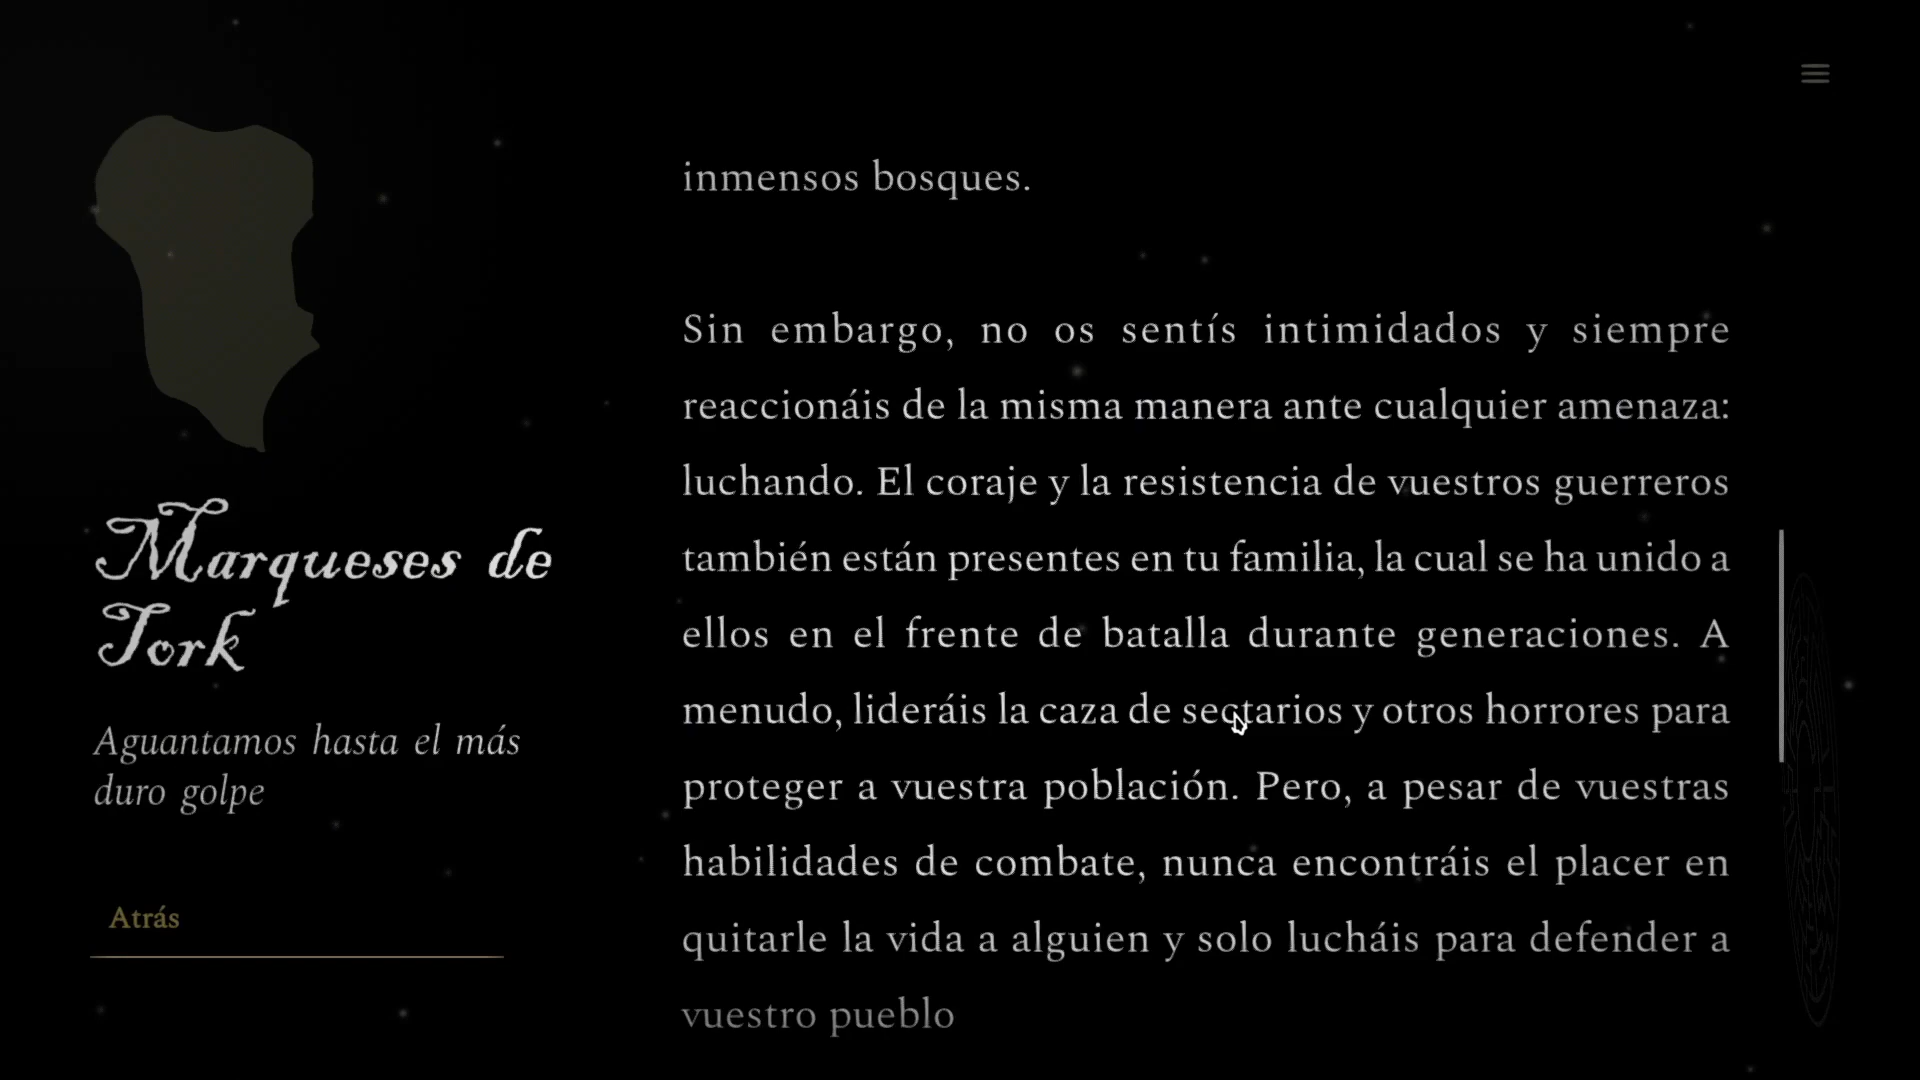 inmensos bosques.
Sin embargo, no os sentís intimidados y siempre
reaccionáis de la misma manera ante cualquier amenaza:
luchando. El coraje y la resistencia de vuestros guerreros
también están presentes en tu familia, la cual se ha unido a
ellos en el frente de batalla durante generaciones. A
menudo, lideráis la caza de sectarios y otros horrores para
proteger a vuestra población. Pero, a pesar de vuestras
habilidades de combate, nunca encontráis el placer en
quitarle la vida a alguien y solo lucháis para defender a
vuestro pueblo
Marqueses de
Tork
Aguantamos hasta el más
duro golpe
Atrás